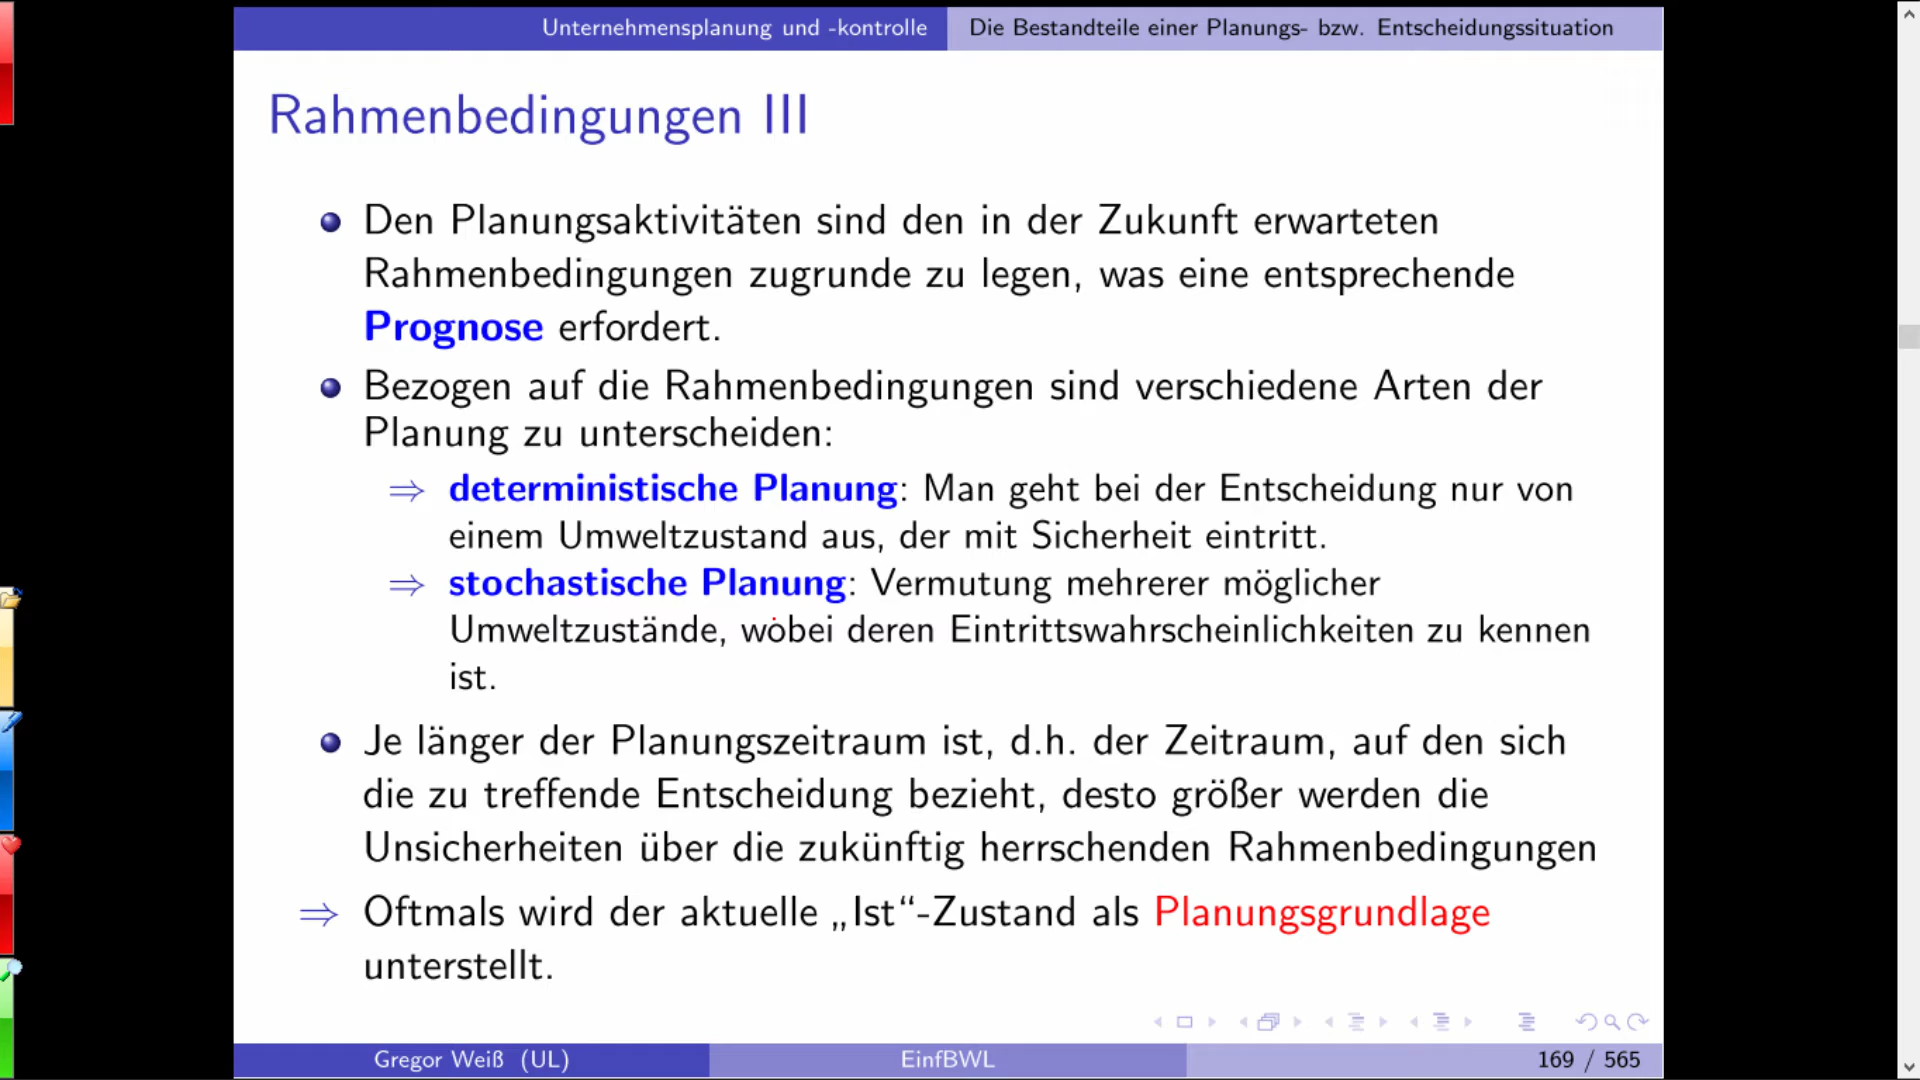 Unternehmensplanung und -kontrolle Die Bestandteile einer Planungs- bzw. Entscheidungssituation
Rahmenbedingungen III
Den Planungsaktivitäten sind den in der Zukunft erwarteten
Rahmenbedingungen zugrunde zu legen, was eine entsprechende
Prognose erfordert.
Bezogen auf die Rahmenbedingungen sind verschiedene Arten der
Planung zu unterscheiden:
⇒ deterministische Planung: Man geht bei der Entscheidung nur von
einem Umweltzustand aus, der mit Sicherheit eintritt.
⇒ stochastische Planung: Vermutung mehrerer möglicher
Umweltzustände, wobei deren Eintrittswahrscheinlichkeiten zu kennen
ist.
Je länger der Planungszeitraum ist, d.h. der Zeitraum, auf den sich
die zu treffende Entscheidung bezieht, desto größer werden die
Unsicherheiten über die zukünftig herrschenden Rahmenbedingungen
⇒ Oftmals wird der aktuelle „Ist“-Zustand als Planungsgrundlage
unterstellt.
Gregor Weiß (UL) EinfBWL 169 / 565